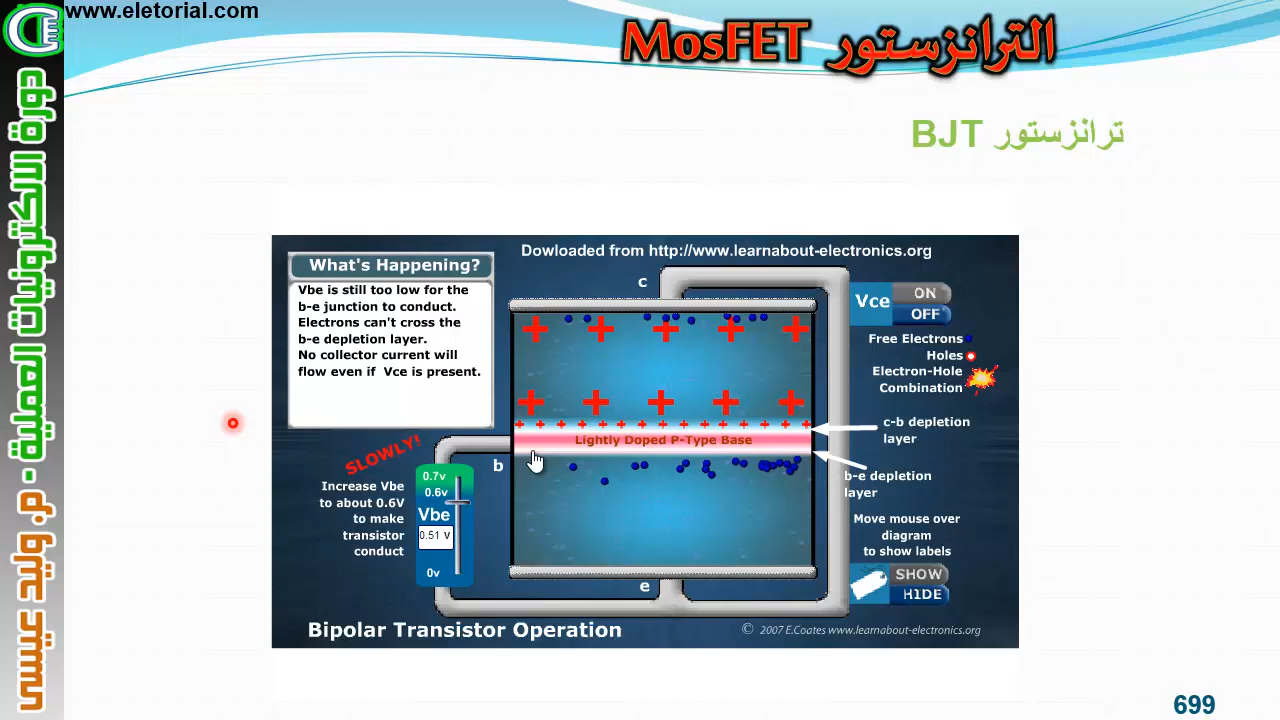 www.eletorial.com
الترانزستور MosFET
دورة الالكترونيات العملية - م. وليد عيسى
ترانزستور BJT
Dowloaded from http://www.learnabout-electronics.org
What's Happening?
Vbe is still too low for the
b-e junction to conduct.
Electrons can't cross the
b-e depletion layer.
No collector current will
flow even if Vce is present.
c
Vce
ON
OFF
Free Electrons
Holes
Electron-Hole
Combination
c-b depletion
layer
Lightly Doped P-Type Base
b
b-e depletion
layer
SLOWLY!
Increase Vbe
to about 0.6V
to make
transistor
conduct
0.7v
0.6v
Vbe
0.51 v
0v
Move mouse over
diagram
to show labels
SHOW
H1DE
e
Bipolar Transistor Operation
© 2007 E.Coates www.learnabout-electronics.org
699